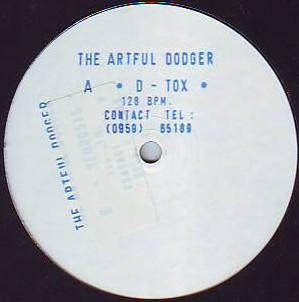 THE ARTFUL DODGER
A • D - TOX •
128 BPM.
CONTACT TEL :
(0959) 65189
THE ARTFUL DODGER